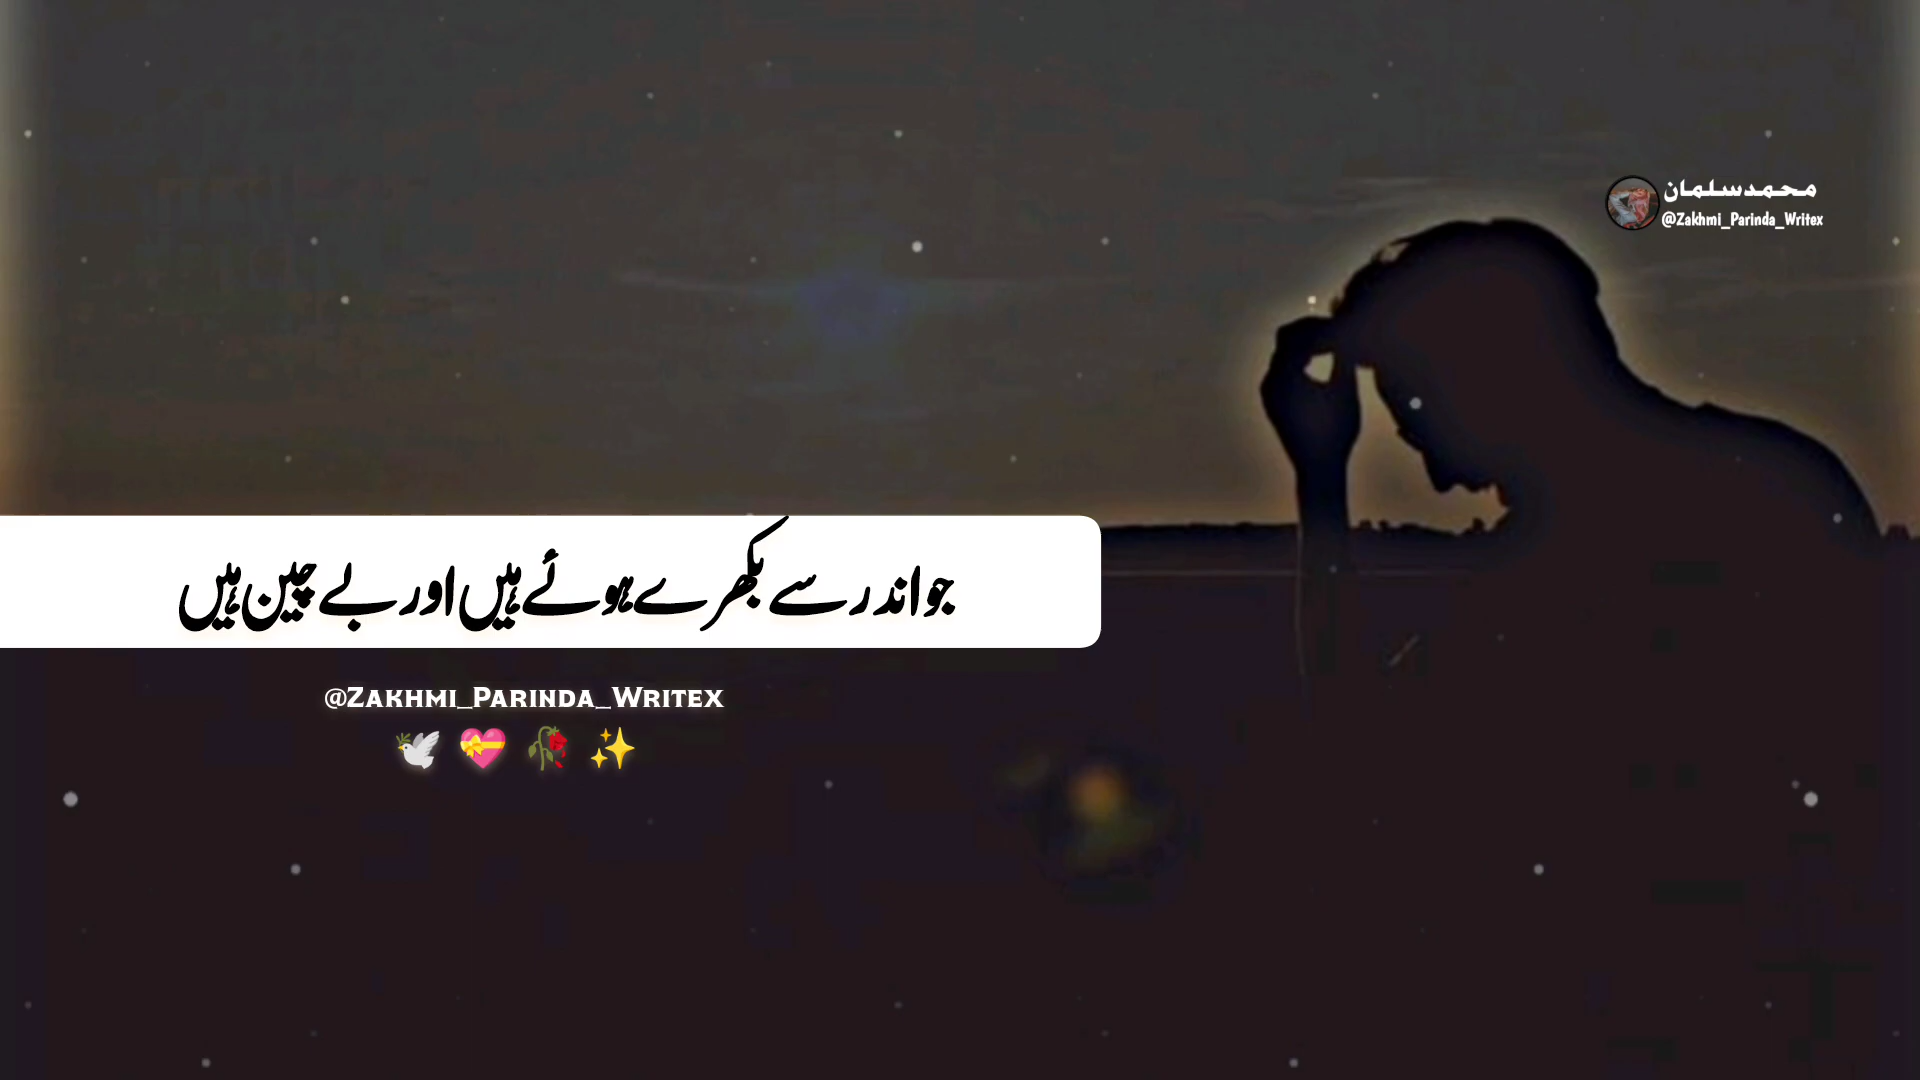 محمد سلمان
@Zakhmi_Parinda_Writex
جو اندر سے بکھرے ہوئے ہیں اور بے چین ہیں
@Zakhmi_Parinda_Writex
🕊️ 💝 🥀 ✨